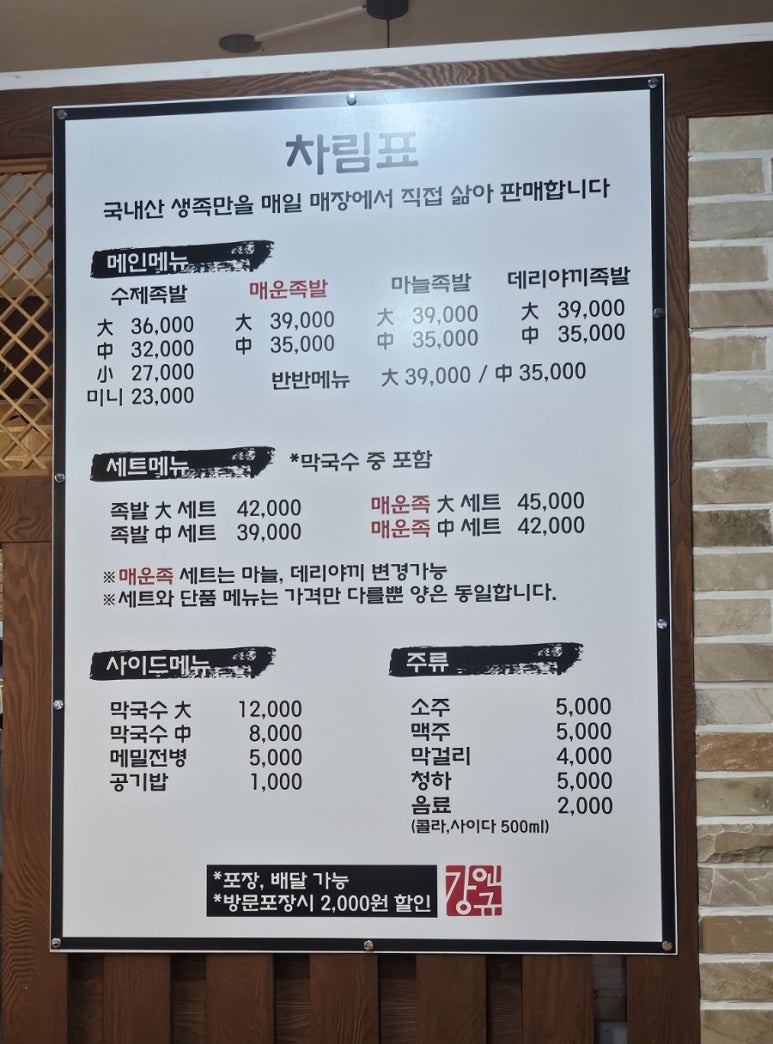 차림표
국내산 생족만을 매일 매장에서 직접 삶아 판매합니다
메인메뉴
수제족발
大 36,000
中 32,000
小 27,000
미니 23,000
매운족발
大 39,000
中 35,000
마늘족발
大 39,000
中 35,000
데리야끼족발
大 39,000
中 35,000
반반메뉴 大 39,000 / 中 35,000
세트메뉴 *막국수 중 포함
족발 大 세트 42,000
족발 中 세트 39,000
매운족 大 세트 45,000
매운족 中 세트 42,000
※매운족 세트는 마늘, 데리야끼 변경가능
※세트와 단품 메뉴는 가격만 다를뿐 양은 동일합니다.
사이드메뉴
막국수 大 12,000
막국수 中 8,000
메밀전병 5,000
공기밥 1,000
주류
소주 5,000
맥주 5,000
막걸리 4,000
청하 5,000
음료 2,000
(콜라,사이다 500ml)
*포장, 배달 가능
*방문포장시 2,000원 할인
강엔규